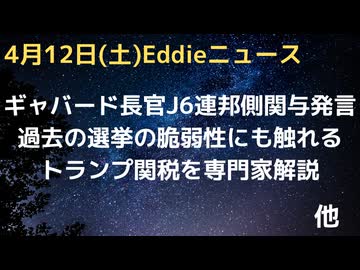 4月12日(土)Eddieニュース
ギャバード長官J6連邦側関与発言
過去の選挙の脆弱性にも触れる
トランプ関税を専門家解説
他